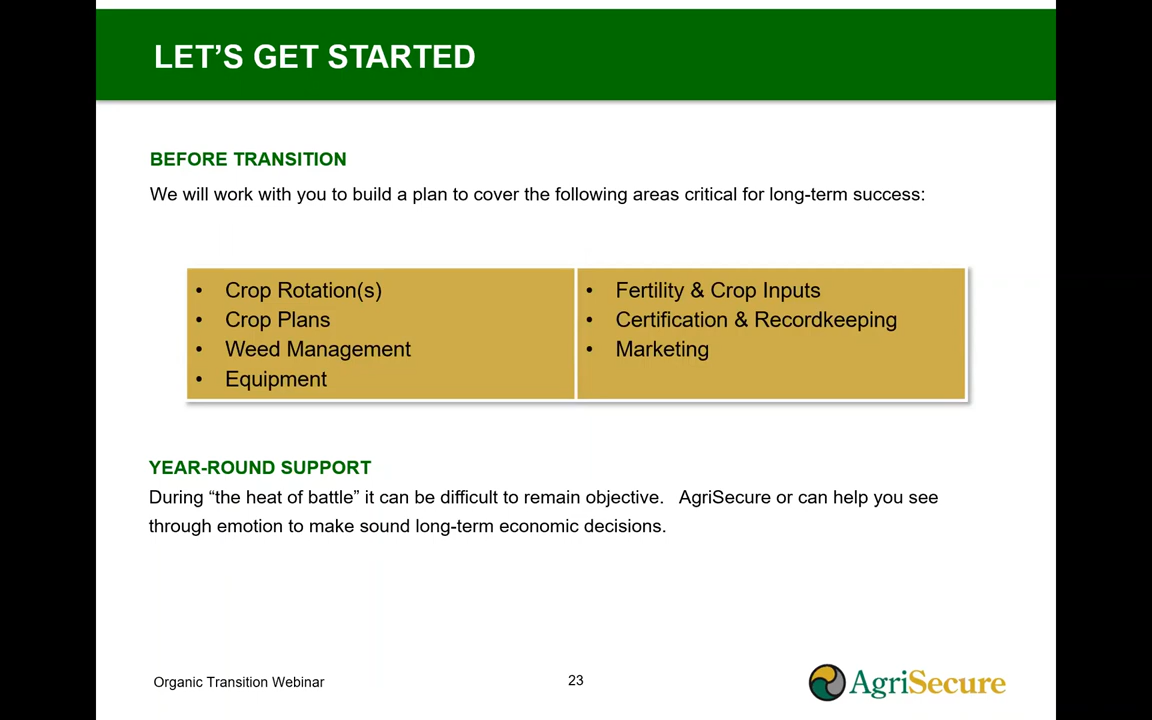 LET’S GET STARTED
BEFORE TRANSITION
We will work with you to build a plan to cover the following areas critical for long-term success:
• Crop Rotation(s)
• Crop Plans
• Weed Management
• Equipment
• Fertility & Crop Inputs
• Certification & Recordkeeping
• Marketing
YEAR-ROUND SUPPORT
During “the heat of battle” it can be difficult to remain objective. AgriSecure or can help you see
through emotion to make sound long-term economic decisions.
Organic Transition Webinar
23
AgriSecure